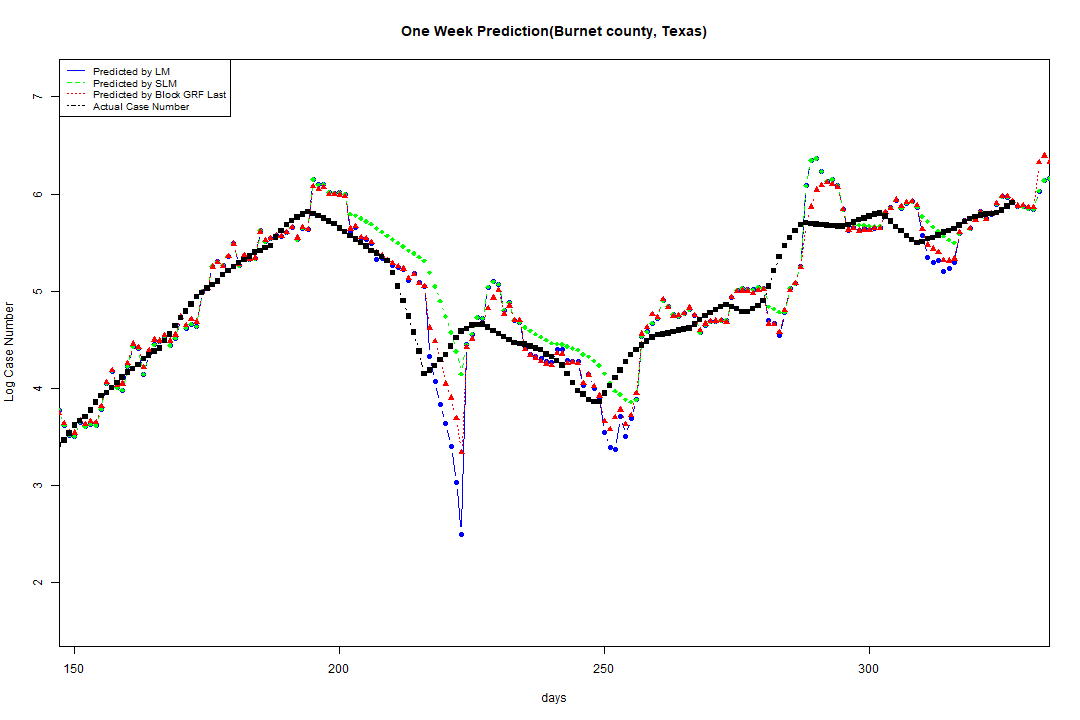 One Week Prediction(Burnet county, Texas)
Predicted by LM
Predicted by SLM
Predicted by Block GRF Last
Actual Case Number
7
6
5
4
3
2
Log Case Number
150 200 250 300
days